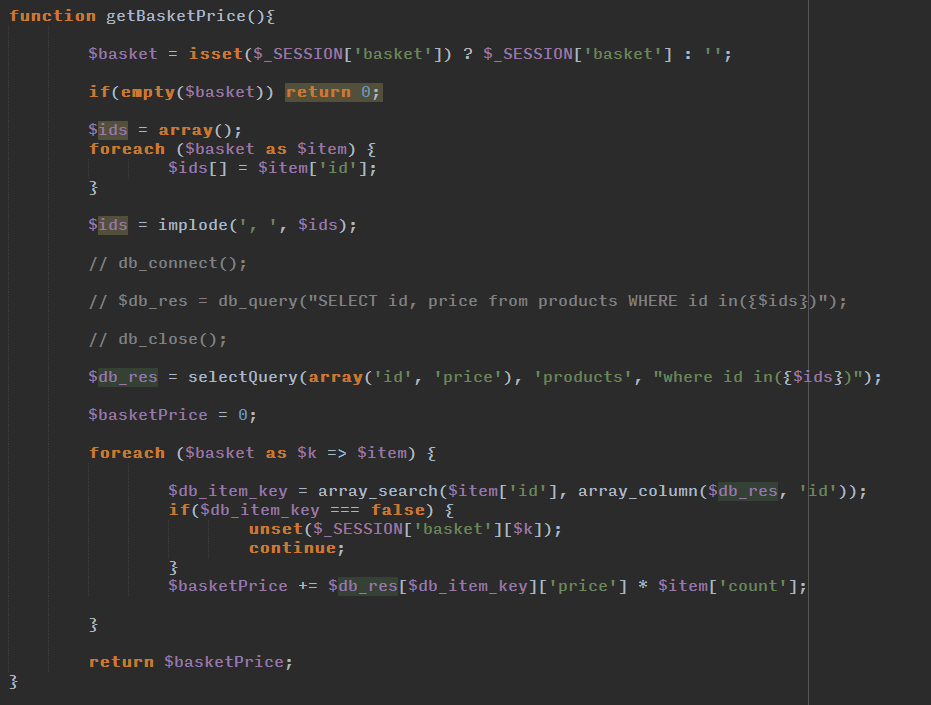 function getBasketPrice(){
$basket = isset($_SESSION['basket']) ? $_SESSION['basket'] : '';
if(empty($basket)) return 0;
$ids = array();
foreach ($basket as $item) {
$ids[] = $item['id'];
}
$ids = implode(', ', $ids);
// db_connect();
// $db_res = db_query("SELECT id, price from products WHERE id in({$ids})");
// db_close();
$db_res = selectQuery(array('id', 'price'), 'products', "where id in({$ids})");
$basketPrice = 0;
foreach ($basket as $k => $item) {
$db_item_key = array_search($item['id'], array_column($db_res, 'id'));
if($db_item_key === false) {
unset($_SESSION['basket'][$k]);
continue;
}
$basketPrice += $db_res[$db_item_key]['price'] * $item['count'];
}
return $basketPrice;
}